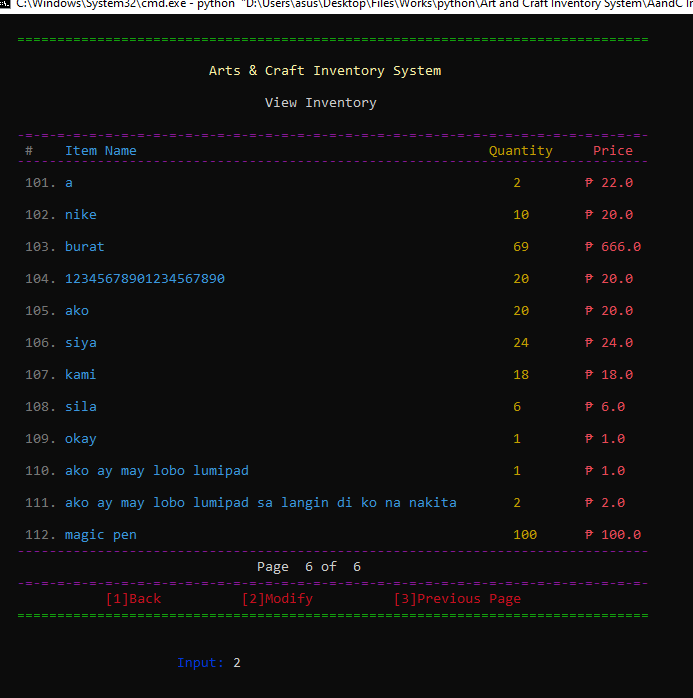 C:\Windows\System32\cmd.exe - python "D:\Users\asus\Desktop\Files\Works\python\Art and Craft Inventory System\AandC In
Arts & Craft Inventory System
View Inventory
# Item Name Quantity Price
101. a 2 ₱ 22.0
102. nike 10 ₱ 20.0
103. burat 69 ₱ 666.0
104. 12345678901234567890 20 ₱ 20.0
105. ako 20 ₱ 20.0
106. siya 24 ₱ 24.0
107. kami 18 ₱ 18.0
108. sila 6 ₱ 6.0
109. okay 1 ₱ 1.0
110. ako ay may lobo lumipad 1 ₱ 1.0
111. ako ay may lobo lumipad sa langin di ko na nakita 2 ₱ 2.0
112. magic pen 100 ₱ 100.0
Page 6 of 6
[1]Back [2]Modify [3]Previous Page
Input: 2